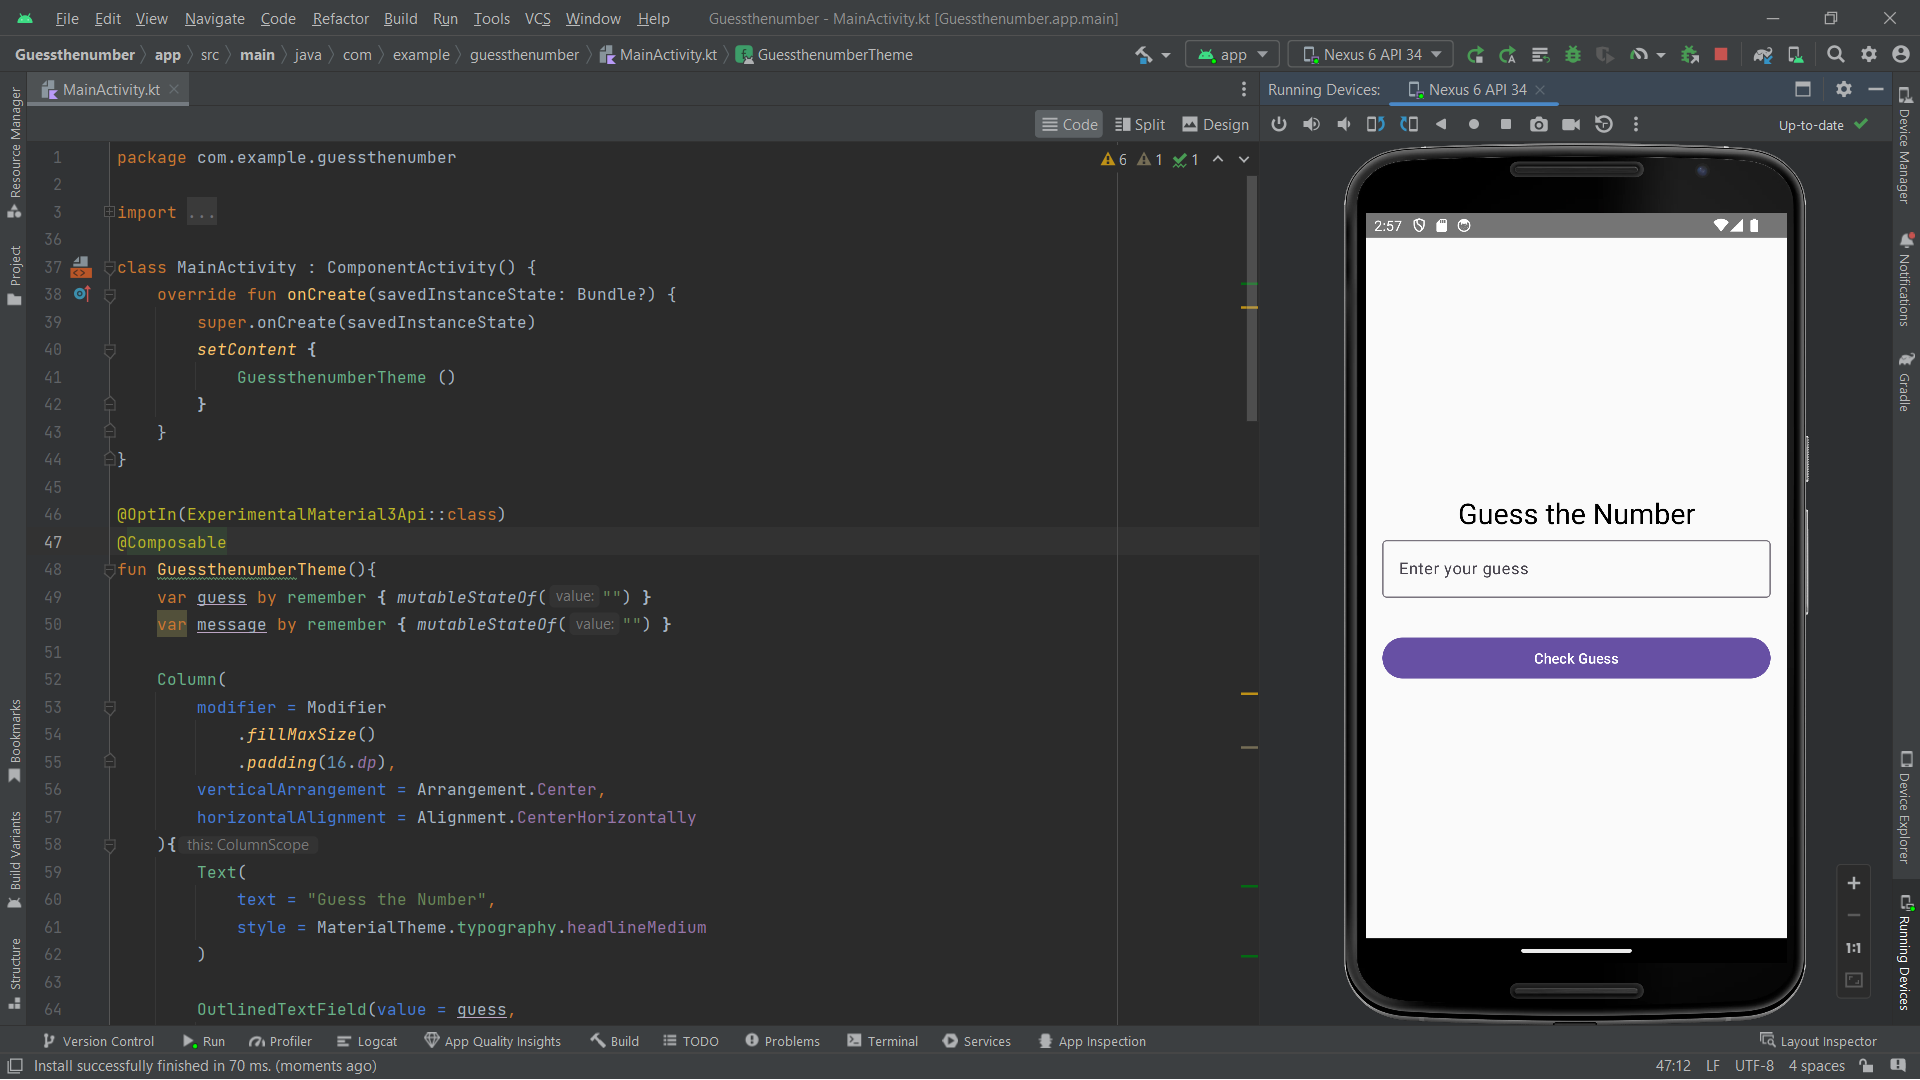 File Edit View Navigate Code Refactor Build Run Tools VCS Window Help Guessthenumber - MainActivity.kt [Guessthenumber.app.main]
Guessthenumber app src main java com example guessthenumber MainActivity.kt GuessthenumberTheme app Nexus 6 API 34
MainActivity.kt
Running Devices: Nexus 6 API 34
Code Split Design
Up-to-date
6 1 1
1 package com.example.guessthenumber
2
3 import ...
36
37 class MainActivity : ComponentActivity() {
38 override fun onCreate(savedInstanceState: Bundle?) {
39 super.onCreate(savedInstanceState)
40 setContent {
41 GuessthenumberTheme ()
42 }
43 }
44 }
45
46 @OptIn(ExperimentalMaterial3Api::class)
47 @Composable
48 fun GuessthenumberTheme(){
49 var guess by remember { mutableStateOf( value: "") }
50 var message by remember { mutableStateOf( value: "") }
51
52 Column(
53 modifier = Modifier
54 .fillMaxSize()
55 .padding(16.dp),
56 verticalArrangement = Arrangement.Center,
57 horizontalAlignment = Alignment.CenterHorizontally
58 ){ this: ColumnScope
59 Text(
60 text = "Guess the Number",
61 style = MaterialTheme.typography.headlineMedium
62 )
63
64 OutlinedTextField(value = guess,
2:57
Guess the Number
Enter your guess
Check Guess
1:1
Resource Manager
Project
Bookmarks
Build Variants
Structure
Device Manager
Notifications
Gradle
Device Explorer
Running Devices
Version Control Run Profiler Logcat App Quality Insights Build TODO Problems Terminal Services App Inspection Layout Inspector
Install successfully finished in 70 ms. (moments ago) 47:12 LF UTF-8 4 spaces